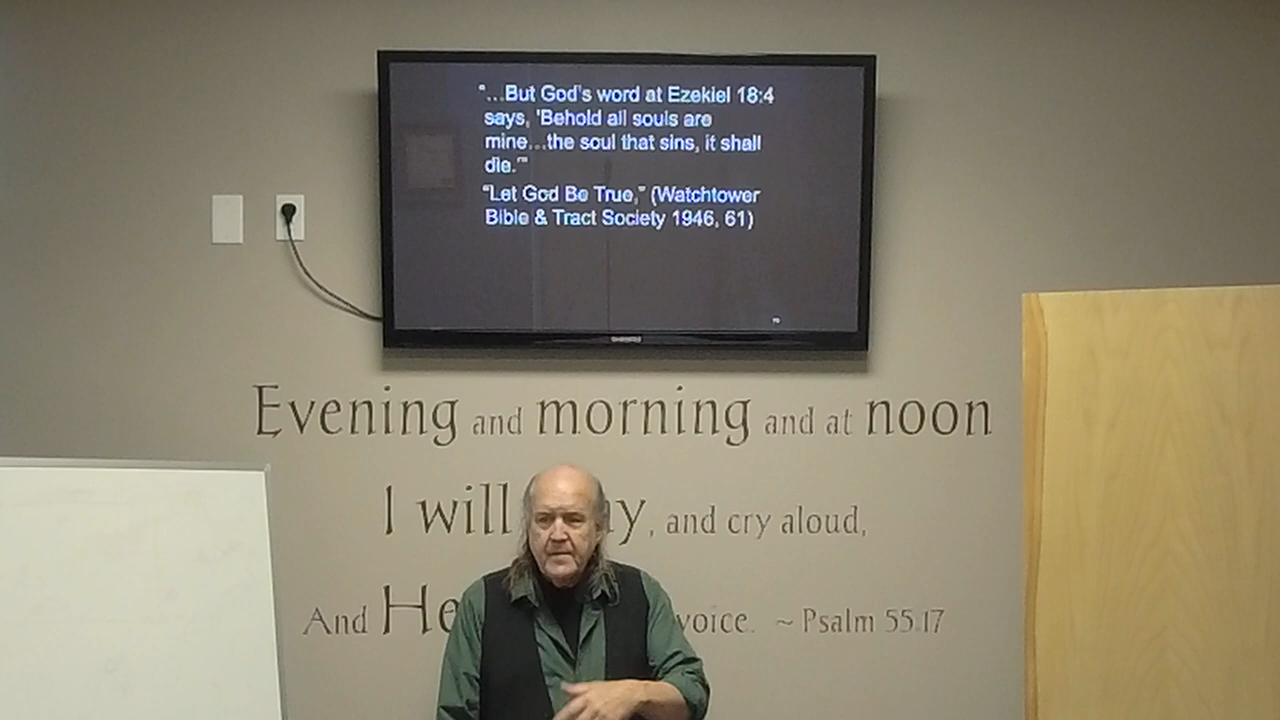 “…But God's word at Ezekiel 18:4
says, 'Behold all souls are
mine…the soul that sins, it shall
die.'”
“Let God Be True,” (Watchtower
Bible & Tract Society 1946, 61)
Evening and morning and at noon
I will ay, and cry aloud,
And He voice. ~ Psalm 55.17